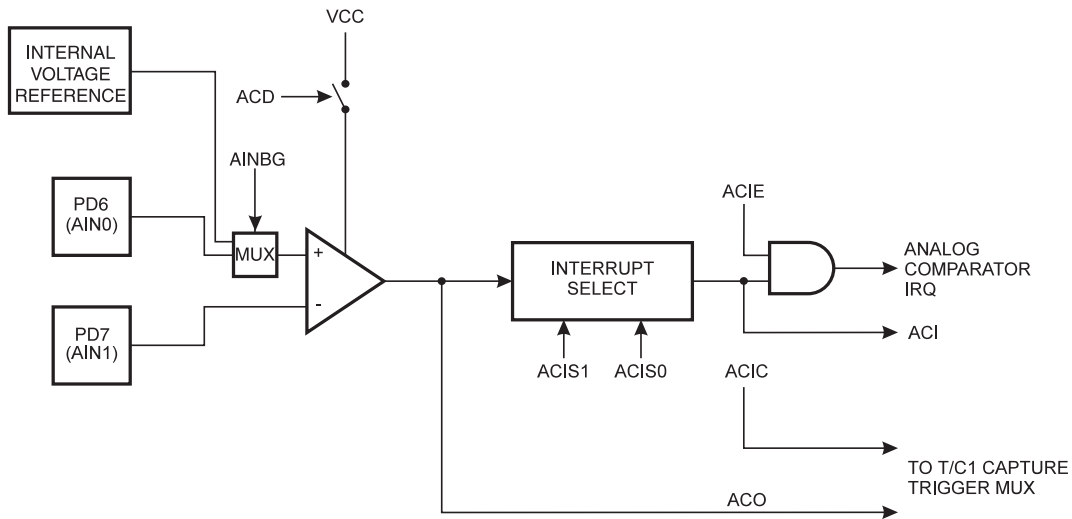 VCC
INTERNAL
VOLTAGE
REFERENCE
ACD
AINBG
PD6
(AIN0)
MUX
+
-
PD7
(AIN1)
INTERRUPT
SELECT
ACIS1
ACIS0
ACIE
ANALOG
COMPARATOR
IRQ
ACI
ACIC
TO T/C1 CAPTURE
TRIGGER MUX
ACO